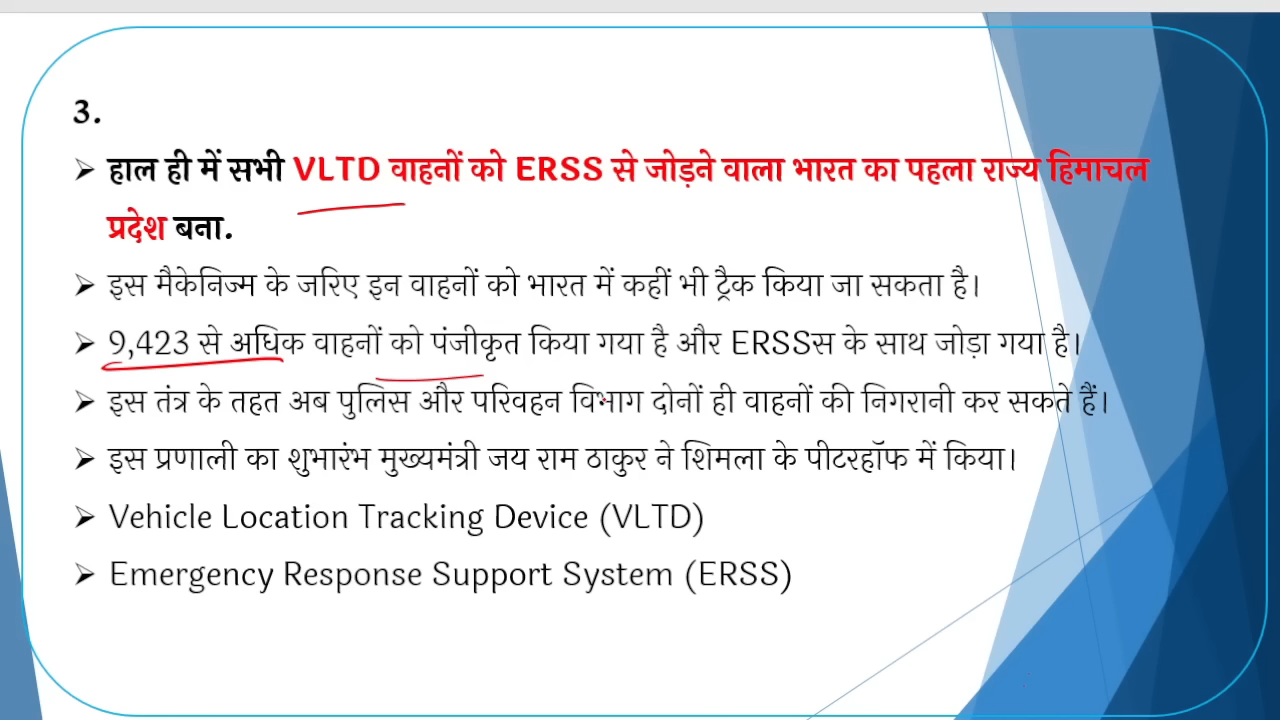 3.
➢ हाल ही में सभी VLTD वाहनों को ERSS से जोड़ने वाला भारत का पहला राज्य हिमाचल
प्रदेश बना.
➢ इस मैकेनिज्म के जरिए इन वाहनों को भारत में कहीं भी ट्रैक किया जा सकता है।
➢ 9,423 से अधिक वाहनों को पंजीकृत किया गया है और ERSSस के साथ जोड़ा गया है।
➢ इस तंत्र के तहत अब पुलिस और परिवहन विभाग दोनों ही वाहनों की निगरानी कर सकते हैं।
➢ इस प्रणाली का शुभारंभ मुख्यमंत्री जय राम ठाकुर ने शिमला के पीटरहॉफ में किया।
➢ Vehicle Location Tracking Device (VLTD)
➢ Emergency Response Support System (ERSS)